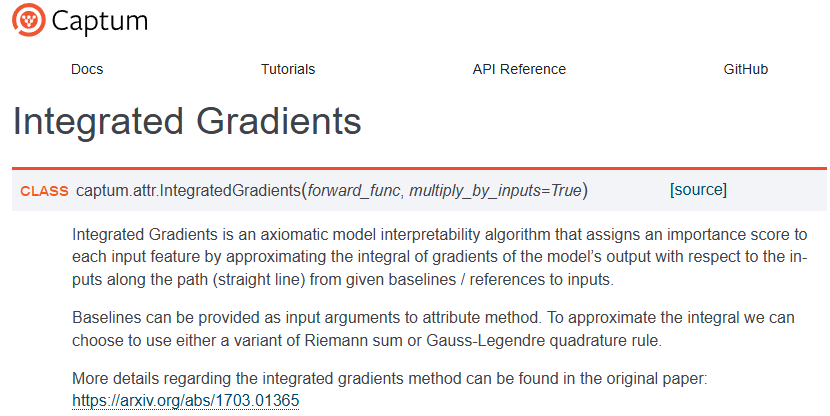 Captum
Docs Tutorials API Reference GitHub
Integrated Gradients
CLASS captum.attr.IntegratedGradients(forward_func, multiply_by_inputs=True) [source]
Integrated Gradients is an axiomatic model interpretability algorithm that assigns an importance score to
each input feature by approximating the integral of gradients of the model’s output with respect to the in-
puts along the path (straight line) from given baselines / references to inputs.
Baselines can be provided as input arguments to attribute method. To approximate the integral we can
choose to use either a variant of Riemann sum or Gauss-Legendre quadrature rule.
More details regarding the integrated gradients method can be found in the original paper:
https://arxiv.org/abs/1703.01365